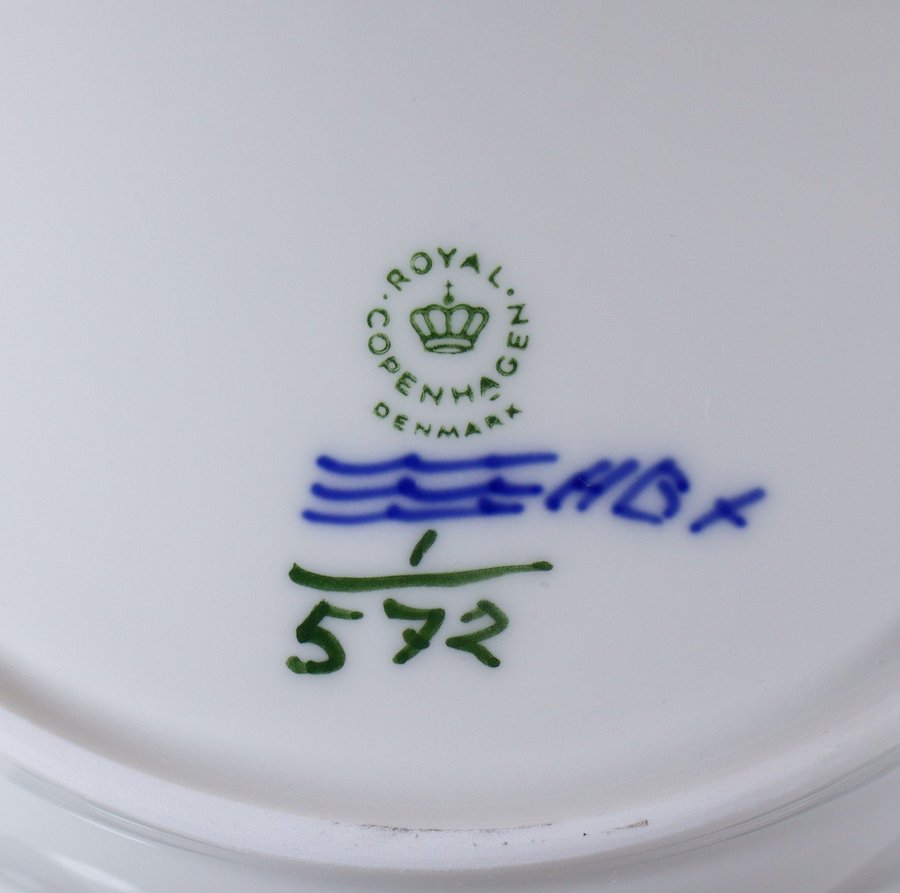 ROYAL
COPENHAGEN
DENMARK
HB x
1
572